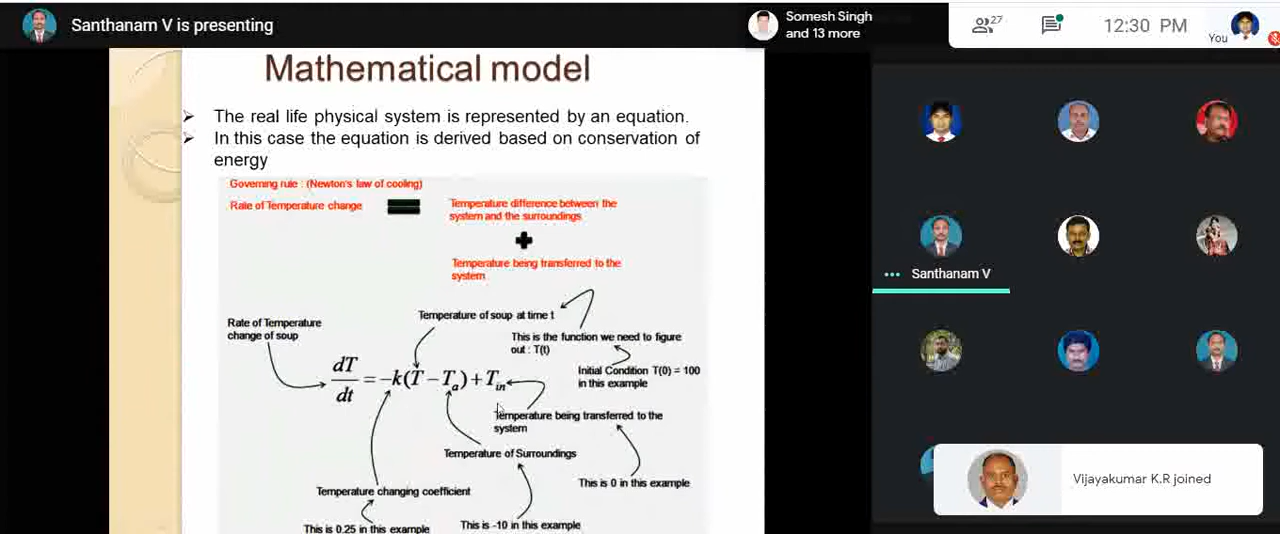 Santhanam V is presenting
Somesh Singh
and 13 more
27
12:30 PM
You
Mathematical model
The real life physical system is represented by an equation.
In this case the equation is derived based on conservation of
energy
Governing rule : (Newton's law of cooling)
Rate of Temperature change
Temperature difference between the
system and the surroundings
Temperature being transferred to the
system
Temperature of soup at time t
Rate of Temperature
change of soup
This is the function we need to figure
out : T(t)
Initial Condition T(0) = 100
in this example
dT/dt = -k(T - Ta) + Tin
Temperature being transferred to the
system
Temperature of Surroundings
This is 0 in this example
Temperature changing coefficient
This is 0.25 in this example
This is -10 in this example
Santhanam V
Vijayakumar K.R joined